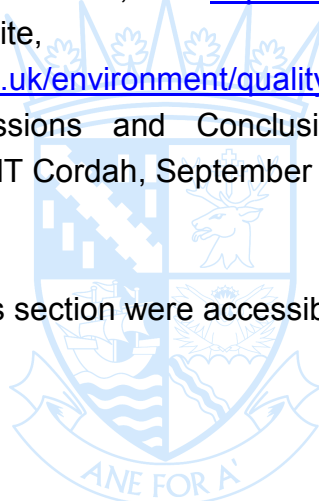 ite,
.uk/environment/quality
ssions and Conclusi
IT Cordah, September
s section were accessib
ANE FOR A'